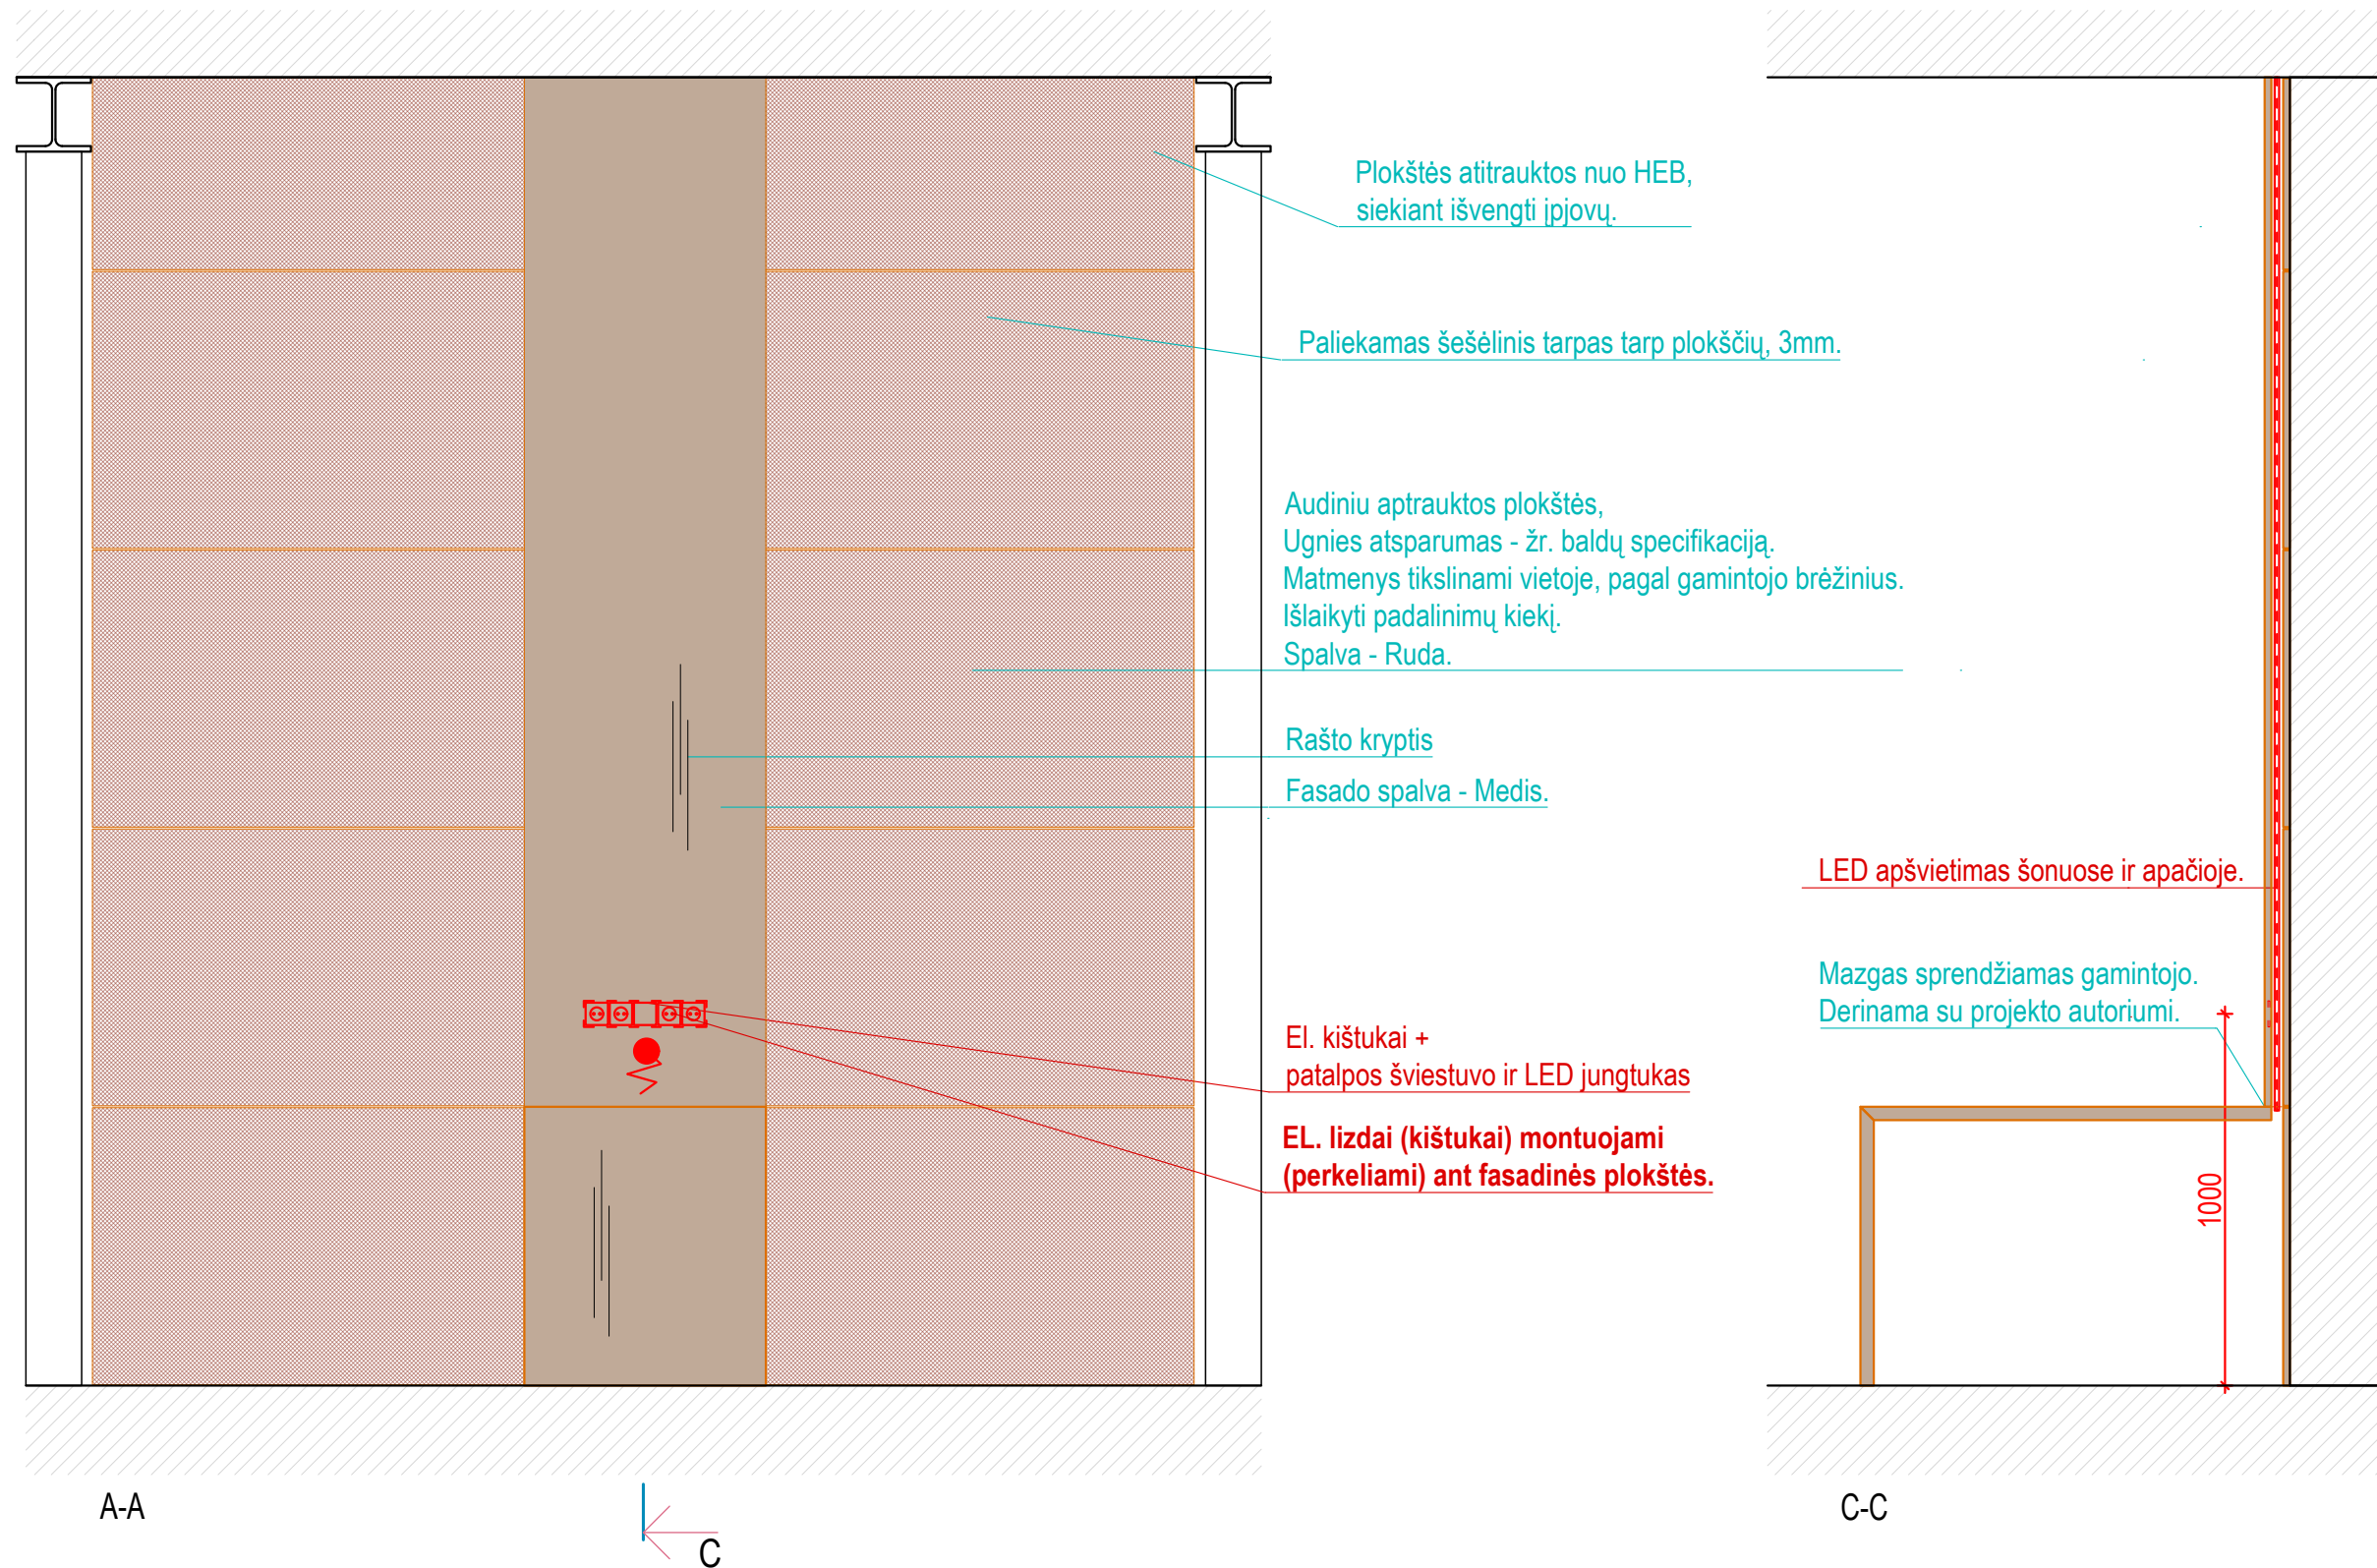 Plokštės atitrauktos nuo HEB,
siekiant išvengti įpjovų.
Paliekamas šešėlinis tarpas tarp plokščių, 3mm.
Audiniu aptrauktos plokštės,
Ugnies atsparumas - žr. baldų specifikaciją.
Matmenys tikslinami vietoje, pagal gamintojo brėžinius.
Išlaikyti padalinimų kiekį.
Spalva - Ruda.
Rašto kryptis
Fasado spalva - Medis.
LED apšvietimas šonuose ir apačioje.
Mazgas sprendžiamas gamintojo.
Derinama su projekto autoriumi.
El. kištukai +
patalpos šviestuvo ir LED jungtukas
EL. lizdai (kištukai) montuojami
(perkeliami) ant fasadinės plokštės.
1000
A-A
C-C
C